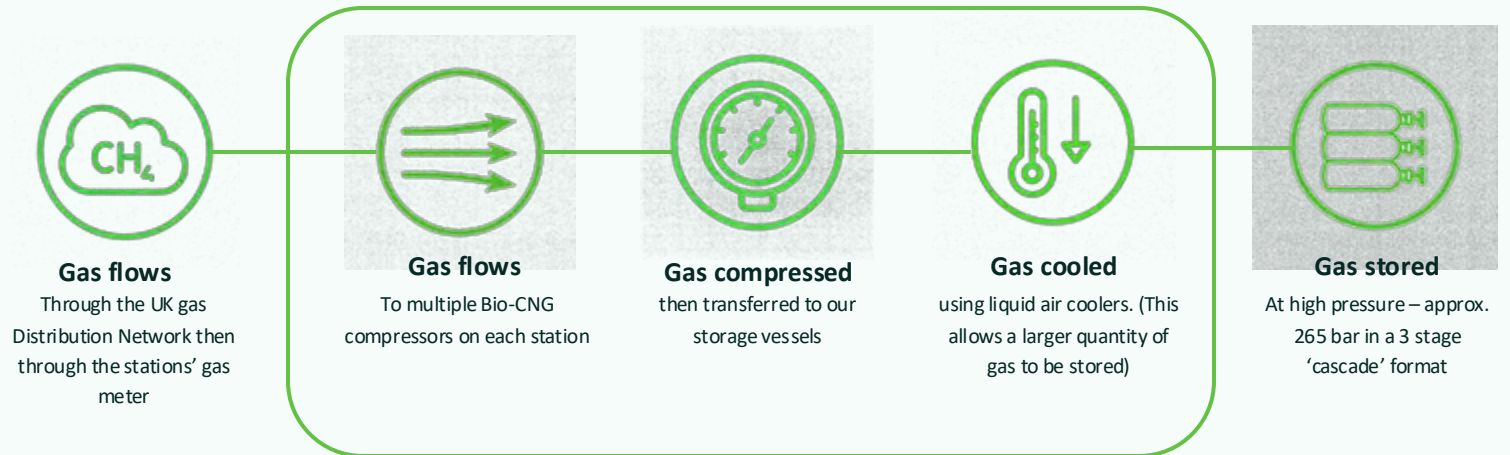 CH4
Gas flows
Through the UK gas
Distribution Network then
through the stations’ gas
meter
Gas flows
To multiple Bio-CNG
compressors on each station
Gas compressed
then transferred to our
storage vessels
Gas cooled
using liquid air coolers. (This
allows a larger quantity of
gas to be stored)
Gas stored
At high pressure – approx.
265 bar in a 3 stage
‘cascade’ format